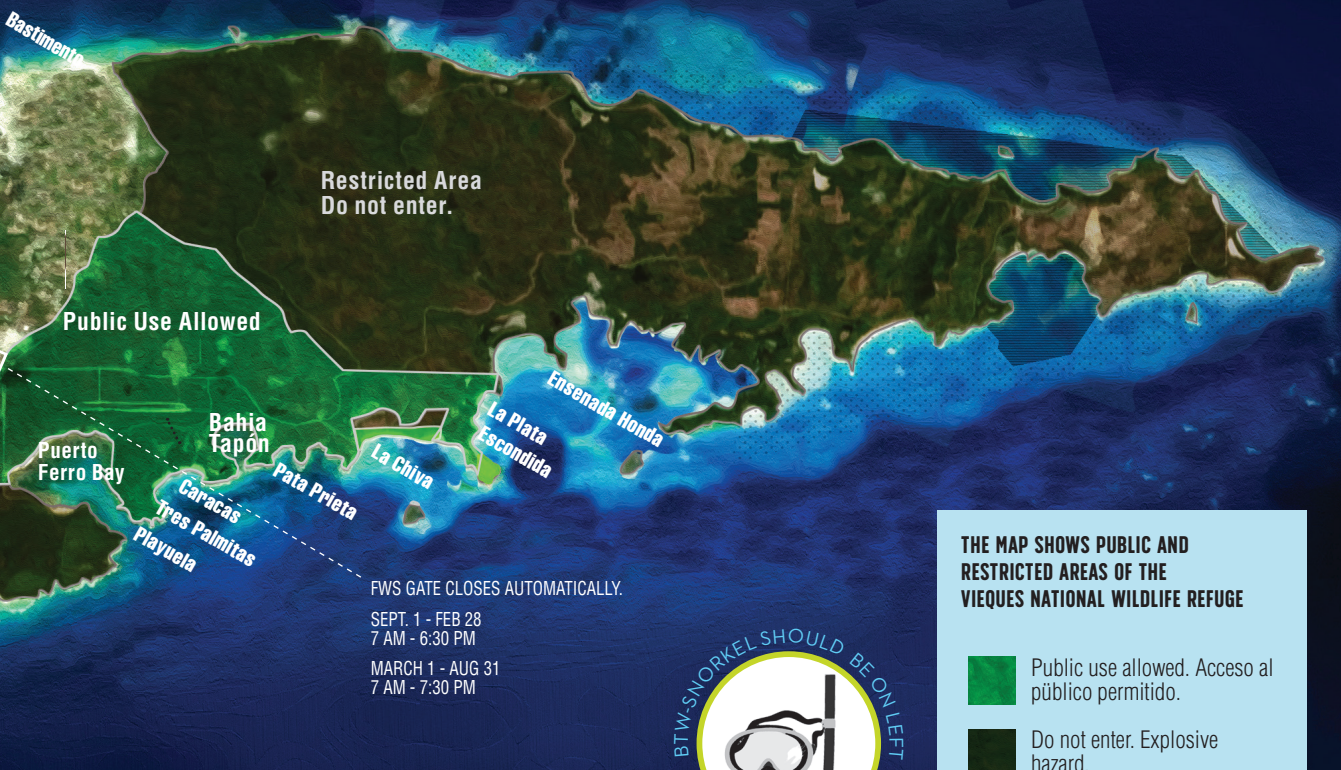 Bastimento
Restricted Area
Do not enter.
Public Use Allowed
Ensenada Honda
La Plata
Escondida
Bahia
Tapón
La Chiva
Puerto
Ferro Bay
Pata Prieta
Caracas
Tres Palmitas
Playuela
FWS GATE CLOSES AUTOMATICALLY.
SEPT. 1 - FEB 28
7 AM - 6:30 PM
MARCH 1 - AUG 31
7 AM - 7:30 PM
BTW-SNORKEL SHOULD BE ON LEFT
THE MAP SHOWS PUBLIC AND
RESTRICTED AREAS OF THE
VIEQUES NATIONAL WILDLIFE REFUGE
Public use allowed. Acceso al
püblico permitido.
Do not enter. Explosive
hazard